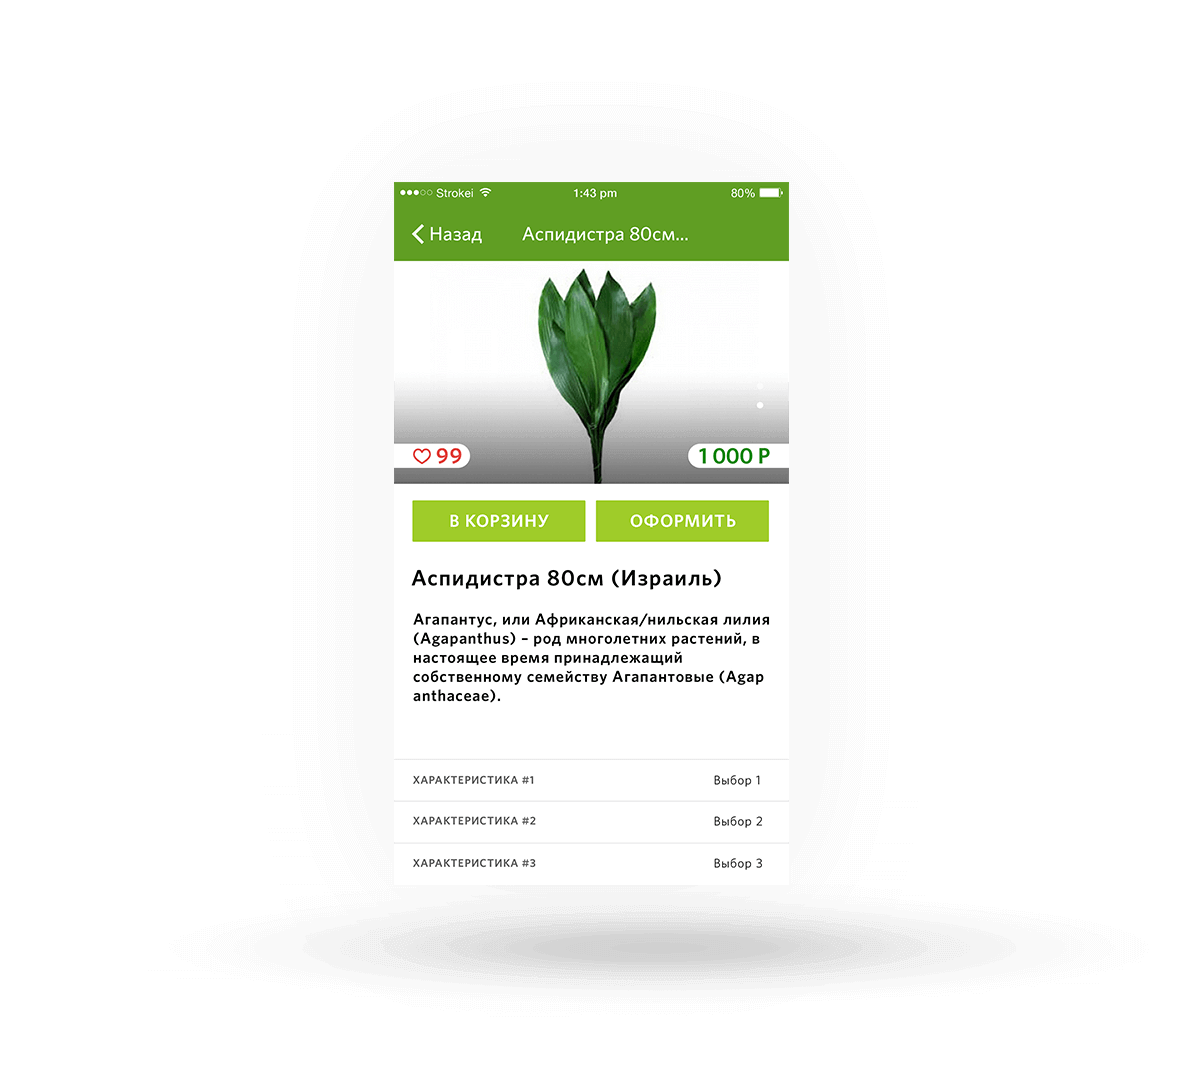 Strokei 1:43 pm 80%
Назад Аспидистра 80см...
99 1 000 Р
В КОРЗИНУ ОФОРМИТЬ
Аспидистра 80см (Израиль)
Агапантус, или Африканская/нильская лилия
(Agapanthus) – род многолетних растений, в
настоящее время принадлежащий
собственному семейству Агапантовые (Agap
anthaceae).
ХАРАКТЕРИСТИКА #1 Выбор 1
ХАРАКТЕРИСТИКА #2 Выбор 2
ХАРАКТЕРИСТИКА #3 Выбор 3